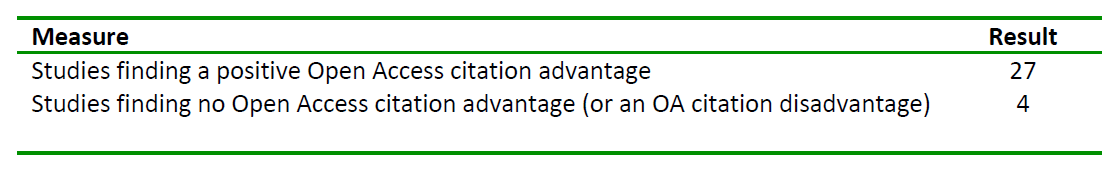 Measure Result
Studies finding a positive Open Access citation advantage 27
Studies finding no Open Access citation advantage (or an OA citation disadvantage) 4